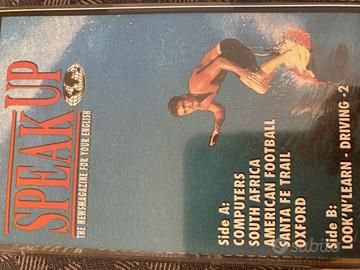 SPEAK UP
THE NEWSMAGAZINE FOR YOUR ENGLISH
Side A:
COMPUTERS
SOUTH AFRICA
AMERICAN FOOTBALL
SANTA FE TRAIL
OXFORD
Side B:
LOOK'N'LEARN - DRIVING -2
Subito